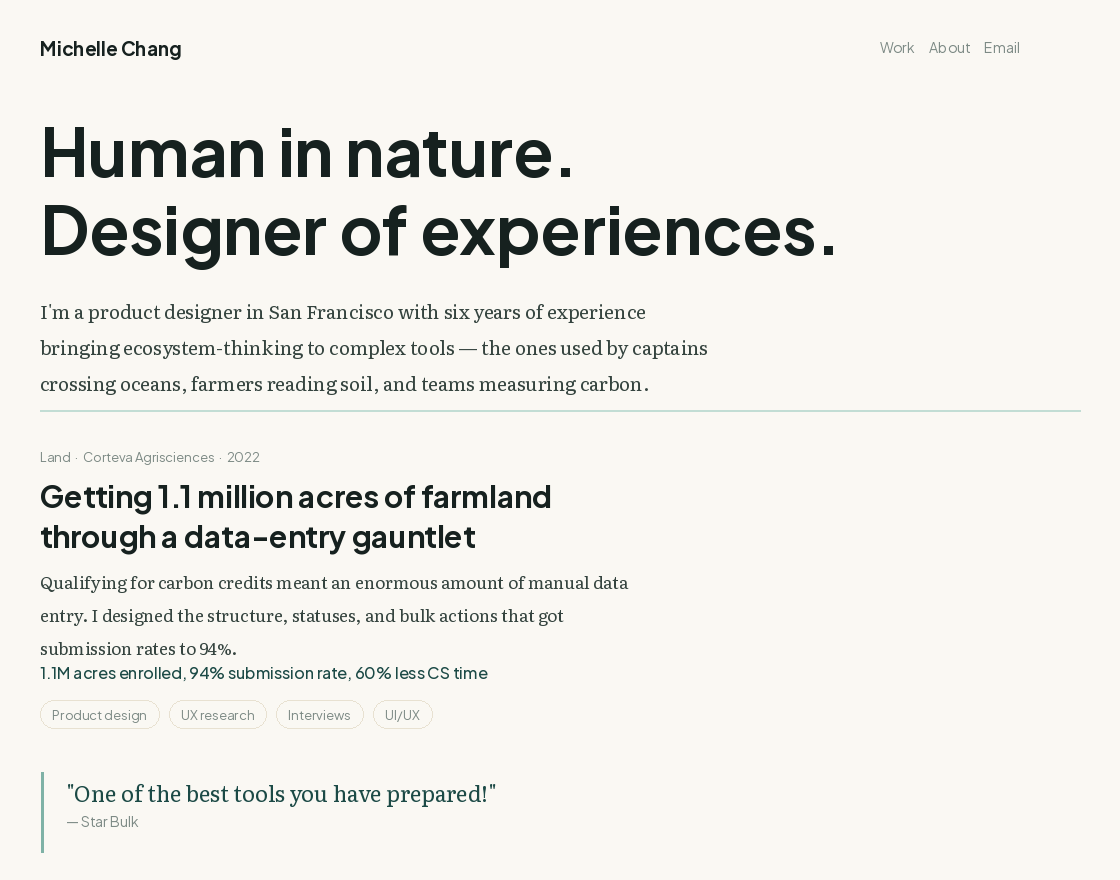 Michelle Chang
Work About Email
Human in nature.
Designer of experiences.
I'm a product designer in San Francisco with six years of experience
bringing ecosystem-thinking to complex tools — the ones used by captains
crossing oceans, farmers reading soil, and teams measuring carbon.
Land · Corteva Agrisciences · 2022
Getting 1.1 million acres of farmland
through a data-entry gauntlet
Qualifying for carbon credits meant an enormous amount of manual data
entry. I designed the structure, statuses, and bulk actions that got
submission rates to 94%.
1.1M acres enrolled, 94% submission rate, 60% less CS time
Product design UX research Interviews UI/UX
"One of the best tools you have prepared!"
— Star Bulk